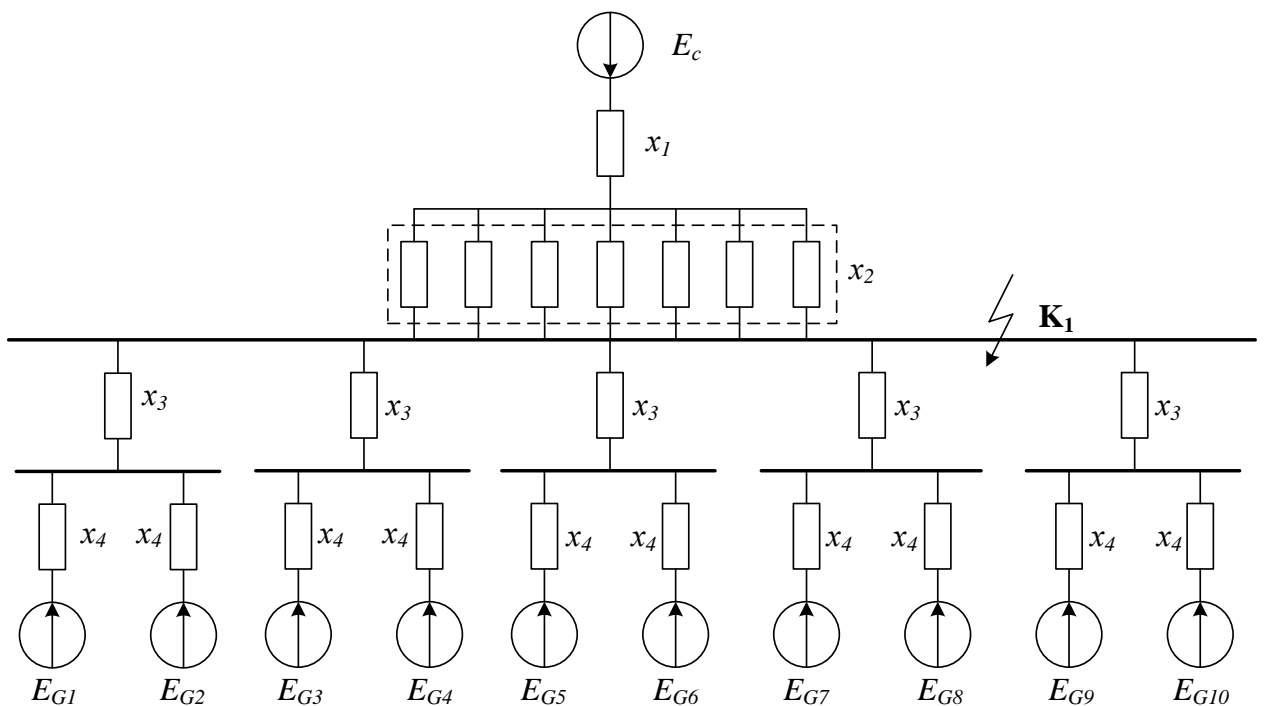 E_c
x_1
x_2
K_1
x_3 x_3 x_3 x_3 x_3
x_4 x_4 x_4 x_4 x_4 x_4 x_4 x_4 x_4 x_4
E_G1 E_G2 E_G3 E_G4 E_G5 E_G6 E_G7 E_G8 E_G9 E_G10